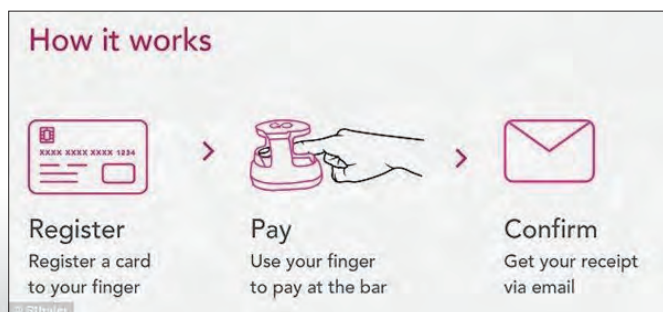 How it works
XXXX XXXX XXXX 1234
>
>
Register
Register a card
to your finger
Pay
Use your finger
to pay at the bar
Confirm
Get your receipt
via email